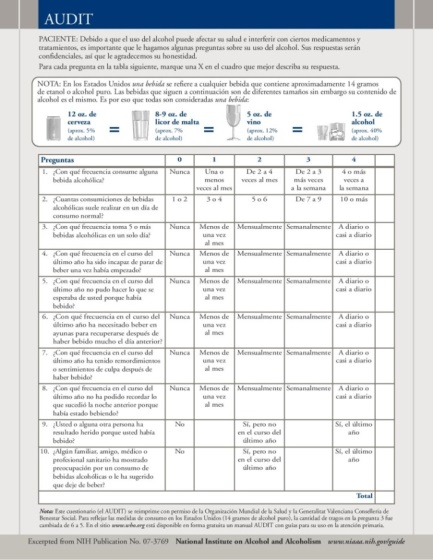 AUDIT
PACIENTE: Debido a que el uso del alcohol puede afectar su salud e interferir con ciertos medicamentos y
tratamientos, es importante que le hagamos algunas preguntas sobre su uso del alcohol. Sus respuestas serán
confidenciales, así que le agradecemos su honestidad.
Para cada pregunta en la tabla siguiente, marque una X en el cuadro que mejor describa su respuesta.
NOTA: En los Estados Unidos una bebida se refiere a cualquier bebida que contiene aproximadamente 14 gramos
de etanol o alcohol puro. Las bebidas que siguen a continuación son de diferentes tamaños sin embargo su contenido de
alcohol es el mismo. Es por eso que todas son consideradas una bebida:
12 oz. de cerveza (aprox. 5% de alcohol) = 8-9 oz. de licor de malta (aprox. 7% de alcohol) = 5 oz. de vino (aprox. 12% de alcohol) = 1.5 oz. de alcohol (aprox. 40% de alcohol)
Preguntas 0 1 2 3 4
1. ¿Con qué frecuencia consume alguna Nunca Una o De 2 a 4 De 2 a 3 4 o más
bebida alcohólica? menos veces al mes más veces veces a
veces al mes a la semana la semana
2. ¿Cuantas consumiciones de bebidas 1 o 2 3 o 4 5 o 6 De 7 a 9 10 o más
alcohólicas suele realizar en un día de
consumo normal?
3. ¿Con qué frecuencia toma 5 o más Nunca Menos de Mensualmente Semanalmente A diario o
bebidas alcohólicas en un solo día? una vez casi a diario
al mes
4. ¿Con qué frecuencia en el curso del Nunca Menos de Mensualmente Semanalmente A diario o
último año ha sido incapaz de parar de una vez casi a diario
beber una vez había empezado? al mes
5. ¿Con qué frecuencia en el curso del Nunca Menos de Mensualmente Semanalmente A diario o
último año no pudo hacer lo que se una vez casi a diario
esperaba de usted porque había al mes
bebido?
6. ¿Con qué frecuencia en el curso del Nunca Menos de Mensualmente Semanalmente A diario o
último año ha necesitado beber en una vez casi a diario
ayunas para recuperarse después de al mes
haber bebido mucho el día anterior?
7. ¿Con qué frecuencia en el curso del Nunca Menos de Mensualmente Semanalmente A diario o
último año ha tenido remordimientos una vez casi a diario
o sentimientos de culpa después de al mes
haber bebido?
8. ¿Con qué frecuencia en el curso del Nunca Menos de Mensualmente Semanalmente A diario o
último año no ha podido recordar lo una vez casi a diario
que sucedió la noche anterior porque al mes
había estado bebiendo?
9. ¿Usted o alguna otra persona ha No Sí, pero no Sí, el último
resultado herido porque usted había en el curso del año
bebido? último año
10. ¿Algún familiar, amigo, médico o No Sí, pero no Sí, el último
profesional sanitario ha mostrado en el curso del año
preocupación por un consumo de último año
bebidas alcohólicas o le ha sugerido
que deje de beber?
Total
Nota: Este cuestionario (el AUDIT) se reimprime con permiso de la Organización Mundial de la Salud y la Generalitat Valenciana Conselleria de
Benestar Social. Para reflejar las medidas de consumo en los Estados Unidos (14 gramos de alcohol puro), la cantidad de tragos en la pregunta 3 fue
cambiada de 6 a 5. En el sitio www.who.org está disponible en forma gratuita un manual AUDIT con guías para su uso en la atención primaria.
Excerpted from NIH Publication No. 07-3769 National Institute on Alcohol and Alcoholism www.niaaa.nih.gov/guide